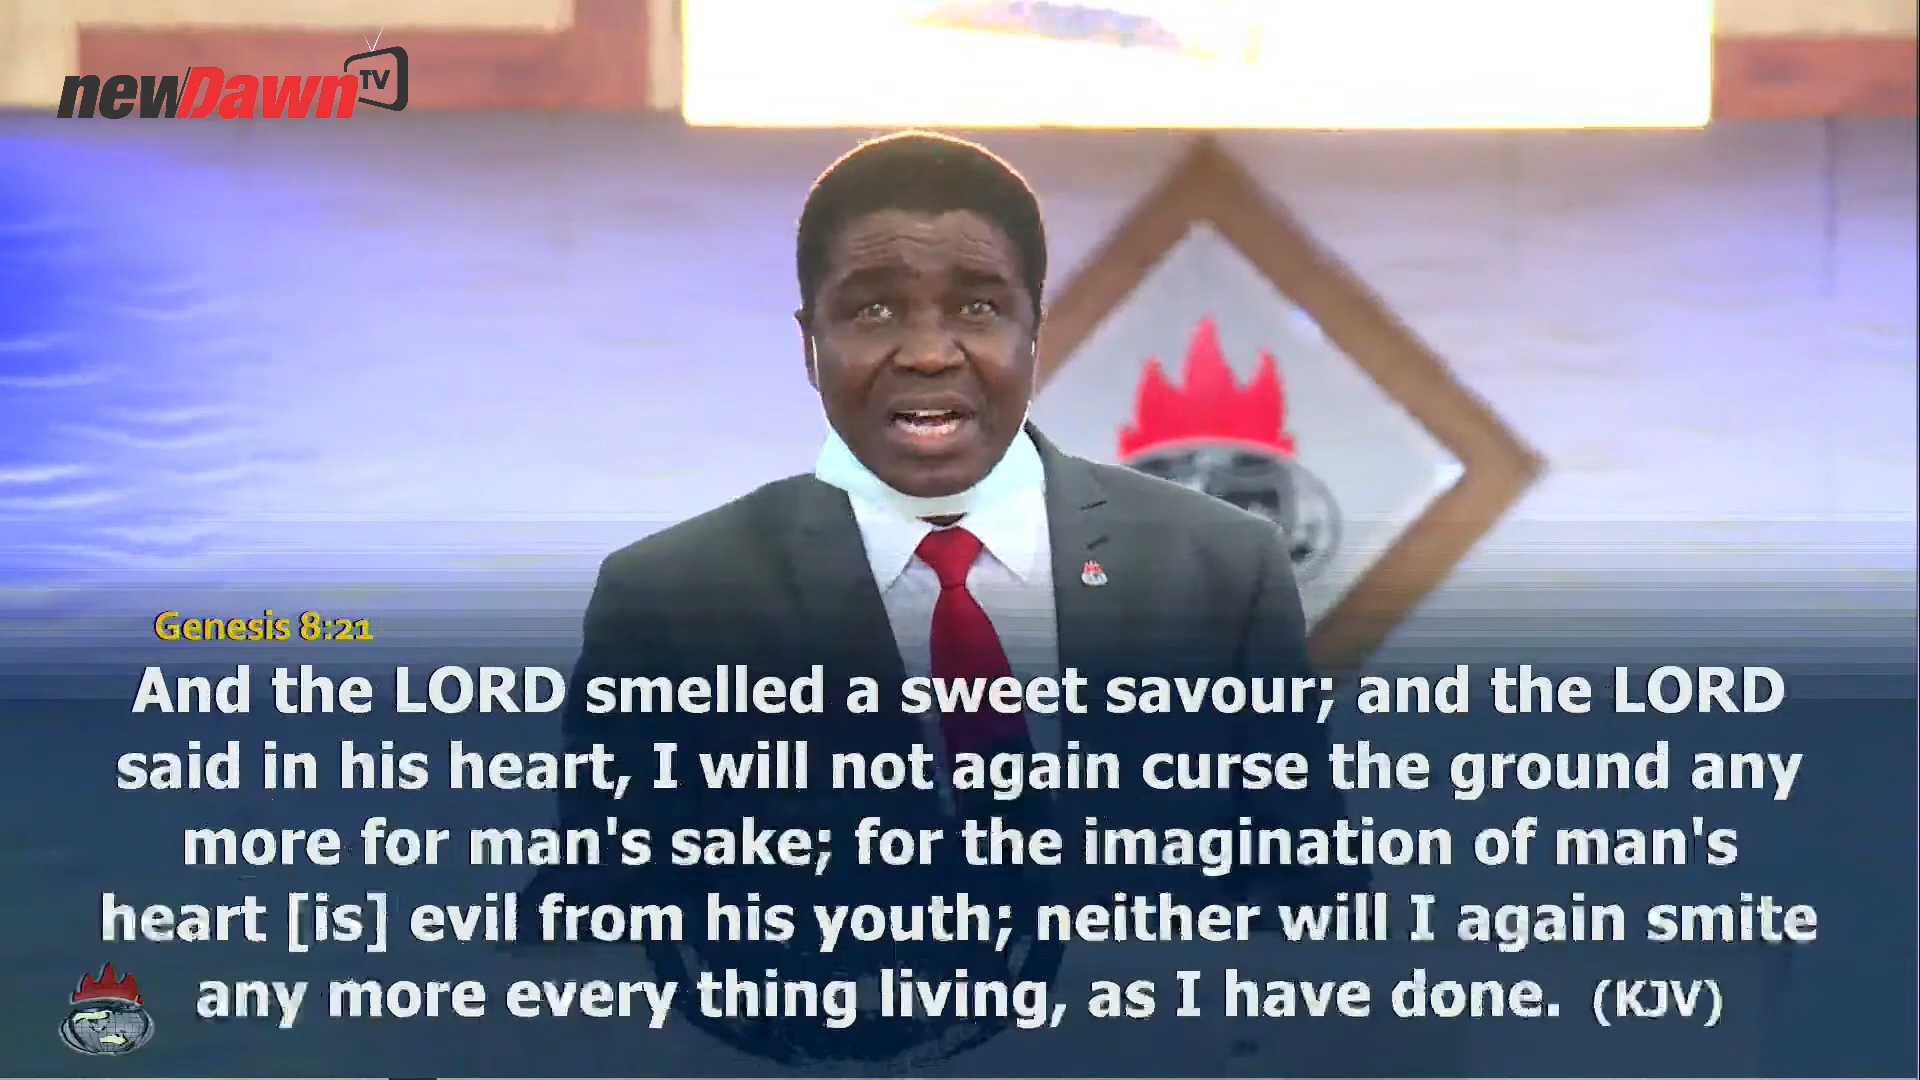 newDawn TV
Genesis 8:21
And the LORD smelled a sweet savour; and the LORD
said in his heart, I will not again curse the ground any
more for man's sake; for the imagination of man's
heart [is] evil from his youth; neither will I again smite
any more every thing living, as I have done. (KJV)